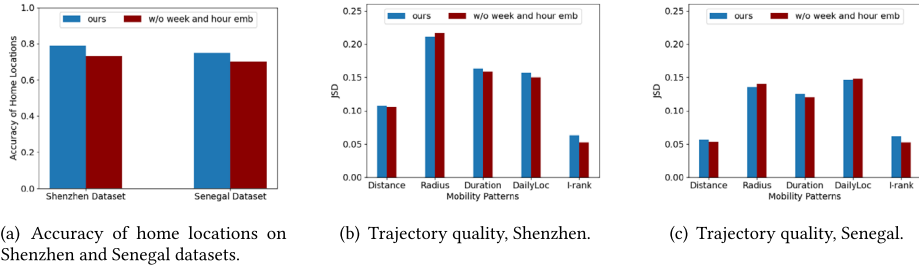 1.0
0.8
0.6
0.4
0.2
0.0
Accuracy of Home Locations
ours
w/o week and hour emb
Shenzhen Dataset
Senegal Dataset
(a) Accuracy of home locations on
Shenzhen and Senegal datasets.
0.25
0.20
0.15
0.10
0.05
0.00
JSD
ours
w/o week and hour emb
Distance Radius Duration DailyLoc I-rank
Mobility Patterns
(b) Trajectory quality, Shenzhen.
0.25
0.20
0.15
0.10
0.05
0.00
JSD
ours
w/o week and hour emb
Distance Radius Duration DailyLoc I-rank
Mobility Patterns
(c) Trajectory quality, Senegal.